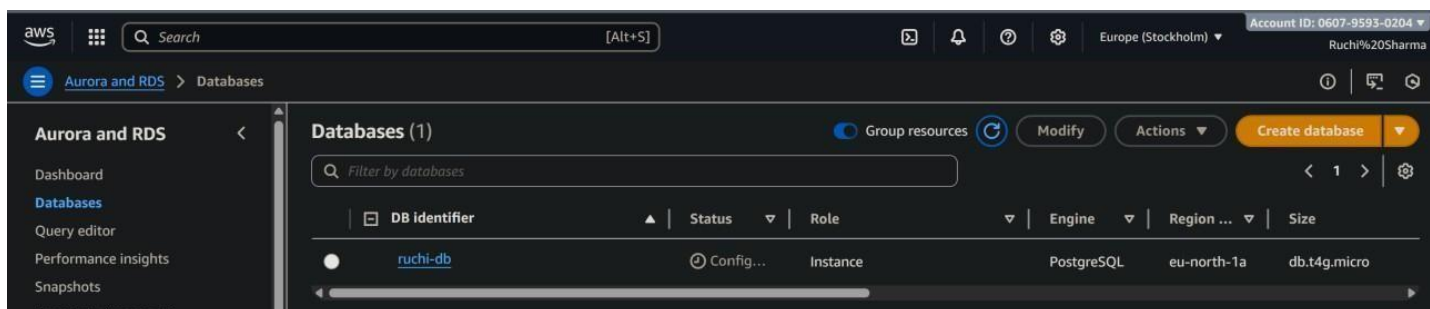 aws
Search
[Alt+S]
Europe (Stockholm)
Account ID: 0607-9593-0204
Ruchi%20Sharma
Aurora and RDS > Databases
Aurora and RDS
Dashboard
Databases
Query editor
Performance insights
Snapshots
Databases (1)
Group resources
Modify
Actions
Create database
Filter by databases
< 1 >
DB identifier Status Role Engine Region ... Size
ruchi-db Config... Instance PostgreSQL eu-north-1a db.t4g.micro